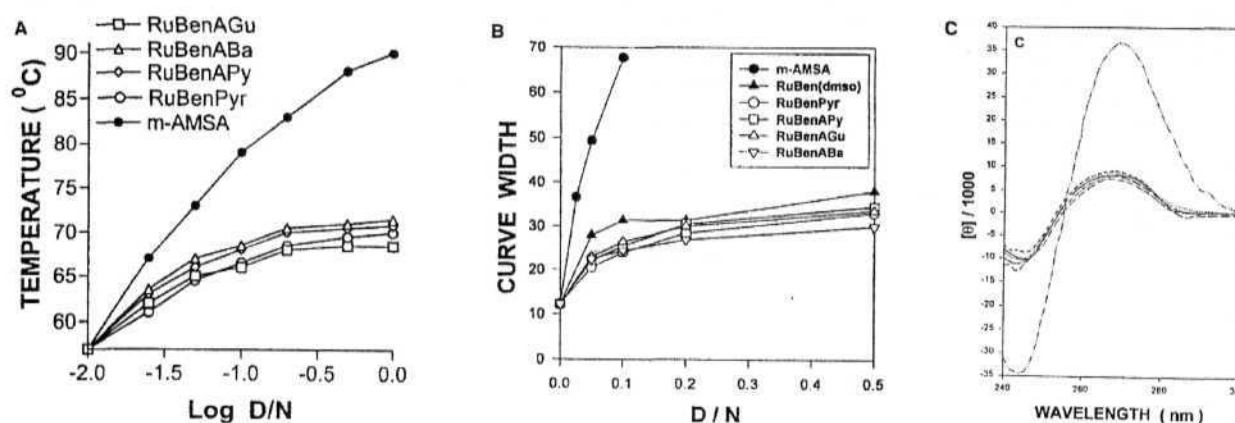 A
RuBenAGu
RuBenABa
RuBenAPy
RuBenPyr
m-AMSA
TEMPERATURE ( ⁰C)
90
85
80
75
70
65
60
-2.0 -1.5 -1.0 -0.5 0.0
Log D/N
B
m-AMSA
RuBen(dmso)
RuBenPyr
RuBenAPy
RuBenAGu
RuBenABa
CURVE WIDTH
70
60
50
40
30
20
10
0
0.0 0.1 0.2 0.3 0.4 0.5
D / N
C
[θ] / 1000
40
35
30
25
20
15
10
5
0
-5
-10
-15
-20
-25
-30
-35
240 260 280
WAVELENGTH ( nm )